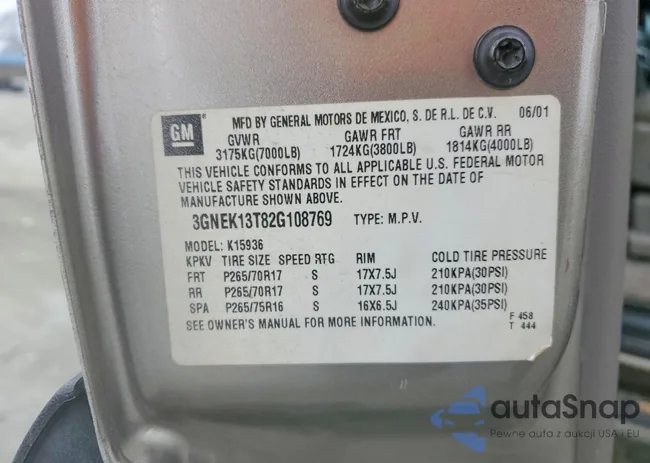 GM
MFD BY GENERAL MOTORS DE MEXICO, S. DE R.L. DE C.V. 06/01
GVWR GAWR FRT GAWR RR
3175KG(7000LB) 1724KG(3800LB) 1814KG(4000LB)
THIS VEHICLE CONFORMS TO ALL APPLICABLE U.S. FEDERAL MOTOR
VEHICLE SAFETY STANDARDS IN EFFECT ON THE DATE OF
MANUFACTURE SHOWN ABOVE.
3GNEK13T82G108769 TYPE: M.P.V.
MODEL: K15936
KPKV TIRE SIZE SPEED RTG RIM COLD TIRE PRESSURE
FRT P265/70R17 S 17X7.5J 210KPA(30PSI)
RR P265/70R17 S 17X7.5J 210KPA(30PSI)
SPA P265/75R16 S 16X6.5J 240KPA(35PSI)
SEE OWNER'S MANUAL FOR MORE INFORMATION.
F 458
T 444
autaSnap
Pewne auta z aukcji USA i EU